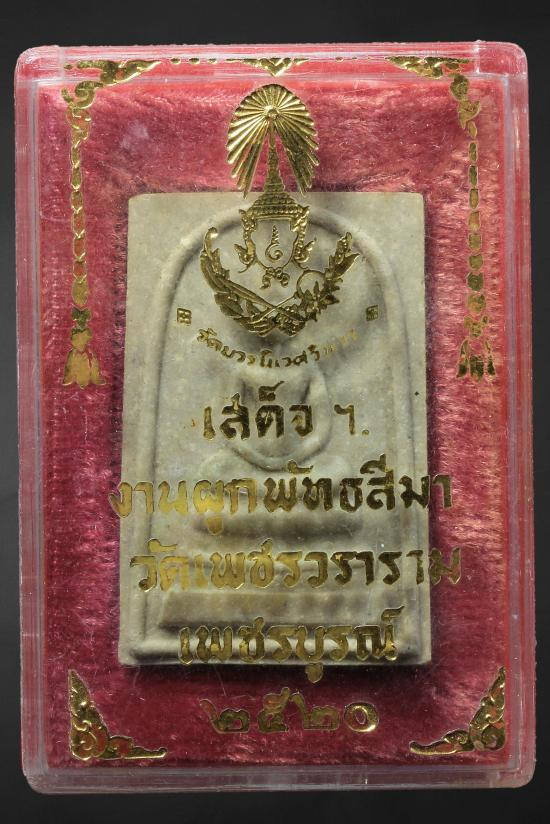 วัดบวรนิเวศวิหาร
เสด็จ ฯ.
งานผูกพัทธสีมา
วัดเพชรวราราม
เพชรบูรณ์
๒๕๒๐